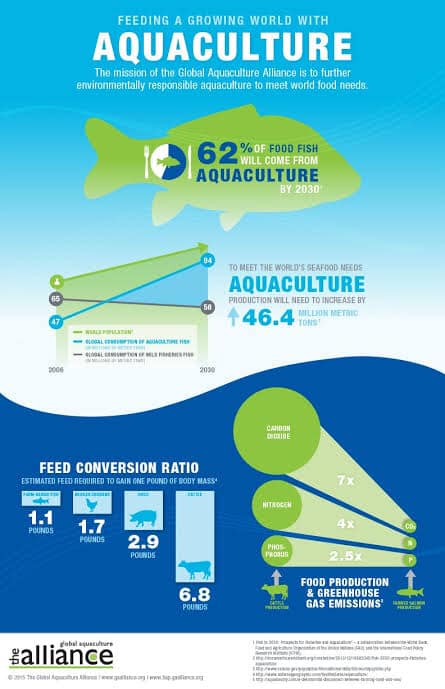 FEEDING A GROWING WORLD WITH
AQUACULTURE
The mission of the Global Aquaculture Alliance is to further
environmentally responsible aquaculture to meet world food needs.
62% OF FOOD FISH
WILL COME FROM
AQUACULTURE
BY 2030¹
94
65
58
47
WORLD POPULATION²
GLOBAL CONSUMPTION OF AQUACULTURE FISH
(IN MILLIONS OF METRIC TONS)
GLOBAL CONSUMPTION OF WILD FISHERIES FISH
(IN MILLIONS OF METRIC TONS)
2006
2030
TO MEET THE WORLD'S SEAFOOD NEEDS
AQUACULTURE
PRODUCTION WILL NEED TO INCREASE BY
46.4 MILLION METRIC
TONS¹
FEED CONVERSION RATIO
ESTIMATED FEED REQUIRED TO GAIN ONE POUND OF BODY MASS⁴
FARM-RAISED FISH
1.1
POUNDS
BROILER CHICKENS
1.7
POUNDS
HOGS
2.9
POUNDS
CATTLE
6.8
POUNDS
CARBON
DIOXIDE
7x
CO₂
NITROGEN
4x
N
PHOS-
PHORUS
2.5x
P
CATTLE
PRODUCTION
FARMED SALMON
PRODUCTION
FOOD PRODUCTION
& GREENHOUSE
GAS EMISSIONS⁵
the global aquaculture
alliance
© 2015 The Global Aquaculture Alliance | www.gaalliance.org | www.bap.gaalliance.org